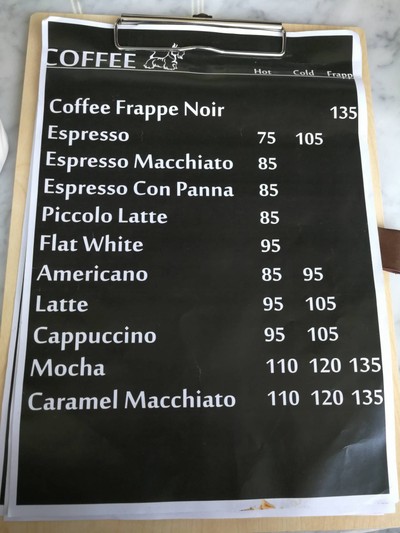 COFFEE
Hot Cold Frapp
Coffee Frappe Noir 135
Espresso 75 105
Espresso Macchiato 85
Espresso Con Panna 85
Piccolo Latte 85
Flat White 95
Americano 85 95
Latte 95 105
Cappuccino 95 105
Mocha 110 120 135
Caramel Macchiato 110 120 135